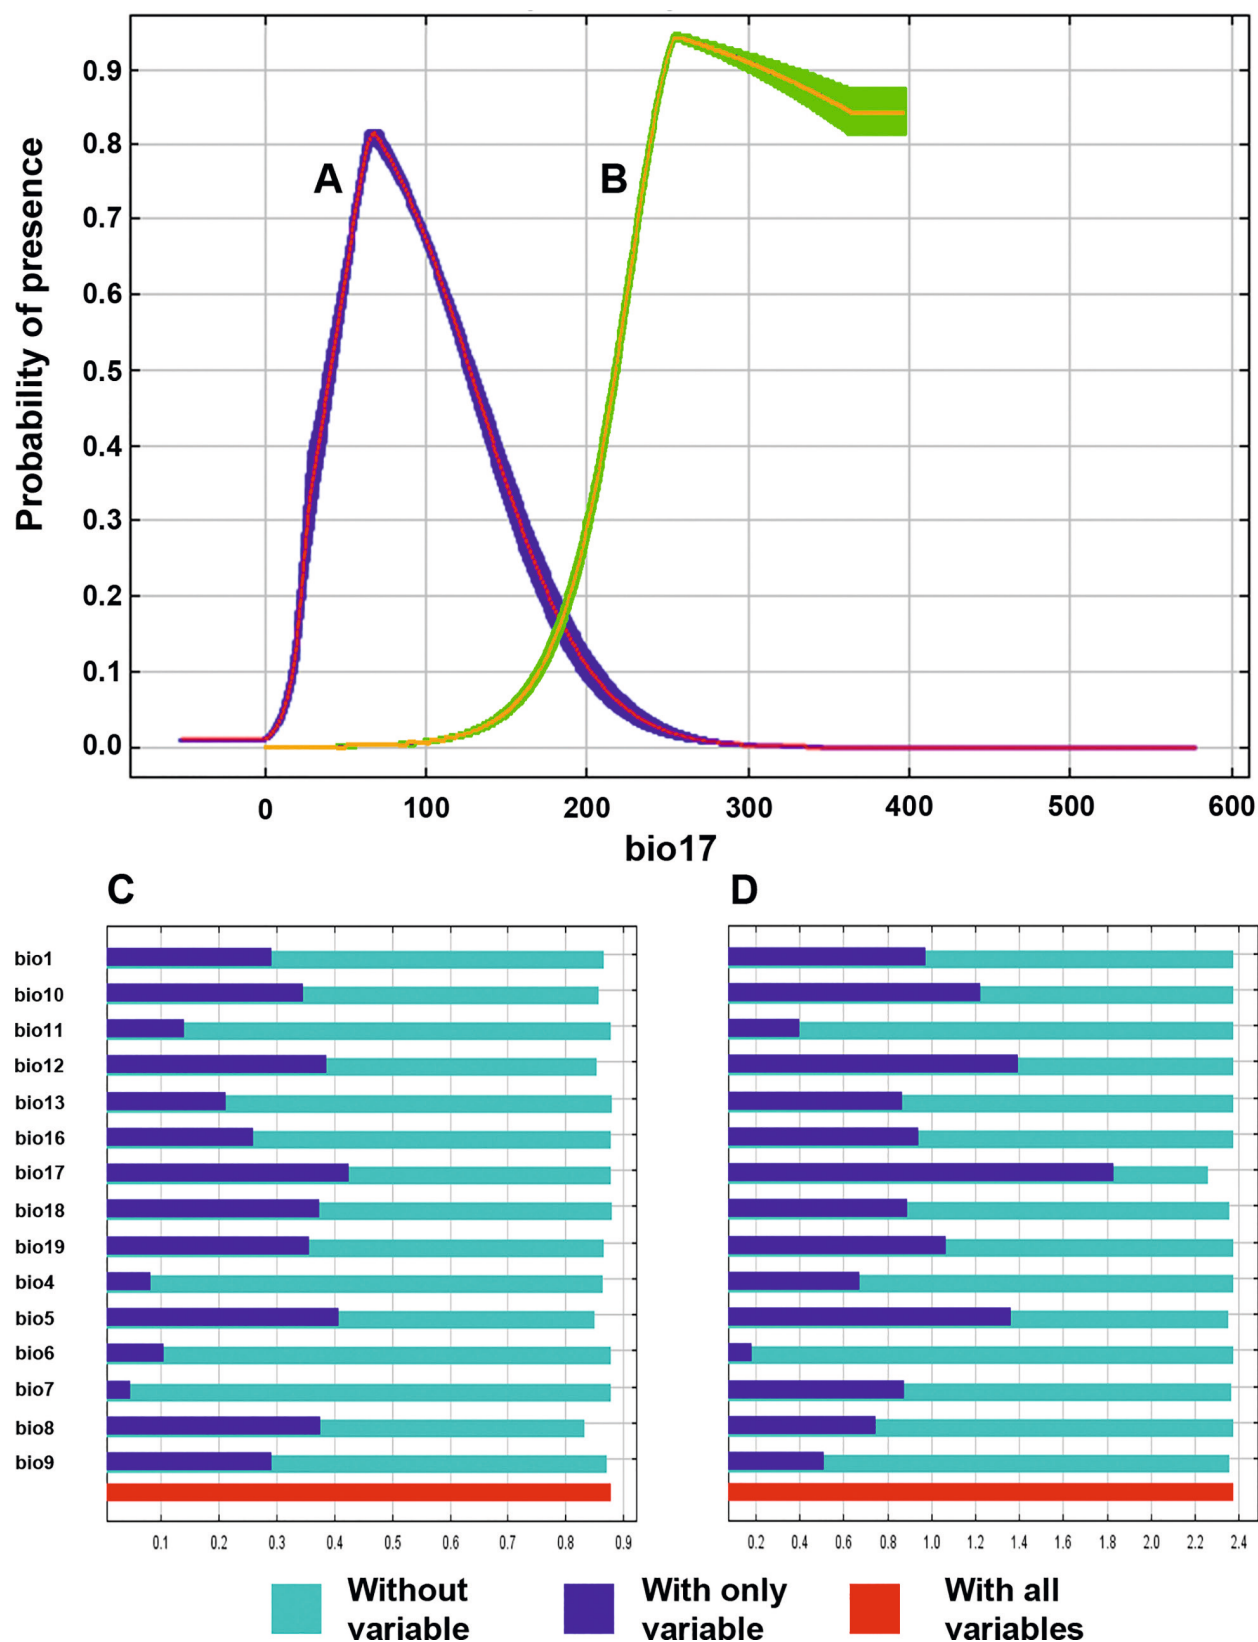 Probability of presence
0.9
0.8
0.7
0.6
0.5
0.4
0.3
0.2
0.1
0.0
A
B
0 100 200 300 400 500 600
bio17
C
D
bio1
bio10
bio11
bio12
bio13
bio16
bio17
bio18
bio19
bio4
bio5
bio6
bio7
bio8
bio9
0.1 0.2 0.3 0.4 0.5 0.6 0.7 0.8 0.9
0.2 0.4 0.6 0.8 1.0 1.2 1.4 1.6 1.8 2.0 2.2 2.4
Without
variable
With only
variable
With all
variables